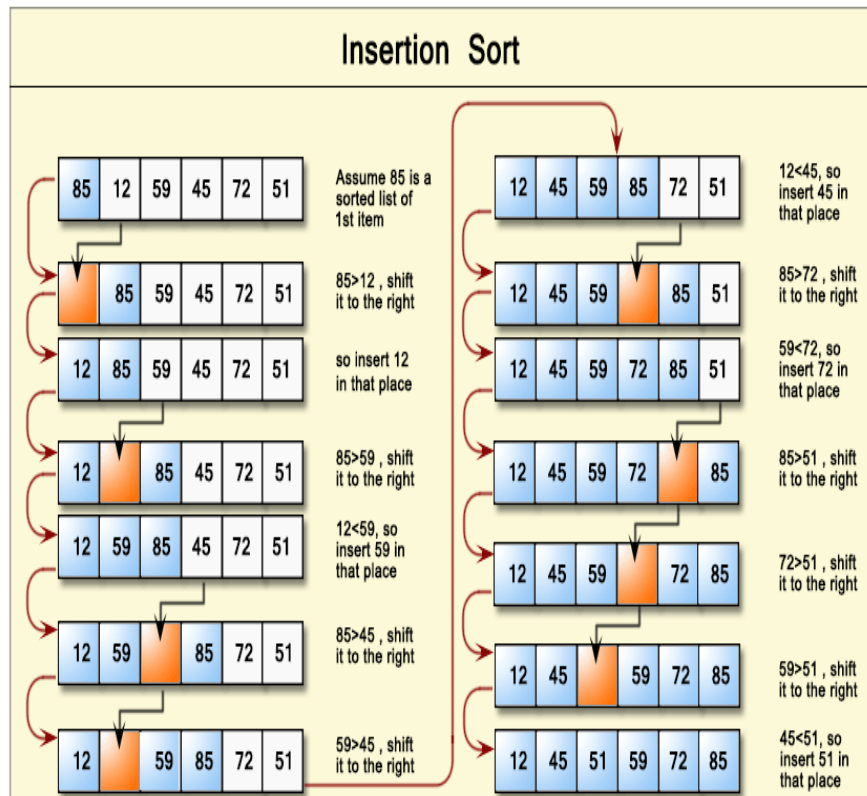 Insertion Sort
85 12 59 45 72 51
Assume 85 is a
sorted list of
1st item
85 59 45 72 51
85>12 , shift
it to the right
12 85 59 45 72 51
so insert 12
in that place
12 85 45 72 51
85>59 , shift
it to the right
12 59 85 45 72 51
12<59, so
insert 59 in
that place
12 59 85 72 51
85>45 , shift
it to the right
12 59 85 72 51
59>45 , shift
it to the right
12 45 59 85 72 51
12<45, so
insert 45 in
that place
12 45 59 85 51
85>72 , shift
it to the right
12 45 59 72 85 51
59<72, so
insert 72 in
that place
12 45 59 72 85
85>51 , shift
it to the right
12 45 59 72 85
72>51 , shift
it to the right
12 45 59 72 85
59>51 , shift
it to the right
12 45 51 59 72 85
45<51, so
insert 51 in
that place